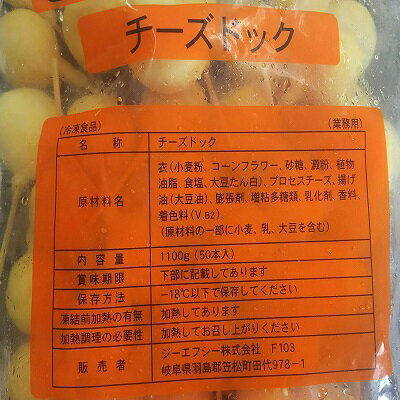 チーズドック
(冷凍食品) (業務用)
名 称 チーズドック
原材料名 衣(小麦粉、コーンフラワー、砂糖、澱粉、植物
油脂、食塩、大豆たん白)、プロセスチーズ、揚げ
油(大豆油)、膨張剤、増粘多糖類、乳化剤、香料、
着色料(V.B2)、
(原材料の一部に小麦、乳、大豆を含む)
内 容 量 1100g(50本入)
賞味期限 下部に記載してあります
保存方法 -18℃以下で保存してください
凍結前加熱の有無 加熱してあります
加熱調理の必要性 加熱してお召し上がりください
販 売 者 ジーエフシー株式会社 F103
岐阜県羽島郡笠松町田代978-1